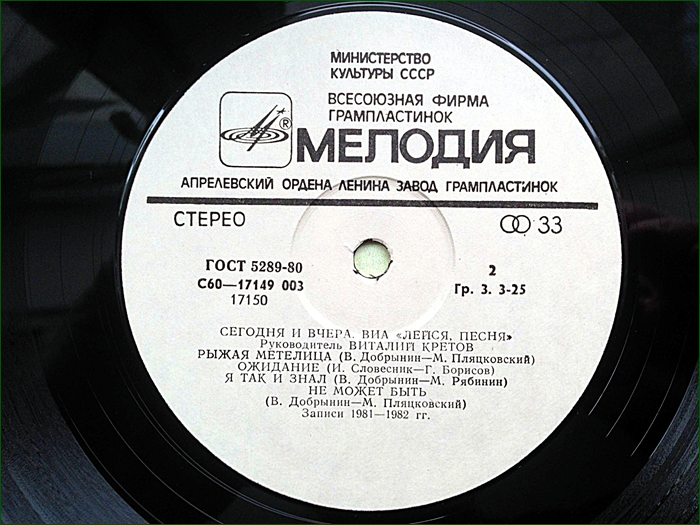 МИНИСТЕРСТВО
КУЛЬТУРЫ СССР
ВСЕСОЮЗНАЯ ФИРМА
ГРАМПЛАСТИНОК
® МЕЛОДИЯ
АПРЕЛЕВСКИЙ ОРДЕНА ЛЕНИНА ЗАВОД ГРАМПЛАСТИНОК
СТЕРЕО 33
ГОСТ 5289-80 2
С60—17149 003 Гр. 3. 3-25
17150
СЕГОДНЯ И ВЧЕРА. ВИА «ЛЕЙСЯ, ПЕСНЯ»
Руководитель ВИТАЛИЙ КРЕТОВ
РЫЖАЯ МЕТЕЛИЦА (В. Добрынин—М. Пляцковский)
ОЖИДАНИЕ (И. Словесник—Г. Борисов)
Я ТАК И ЗНАЛ (В. Добрынин—М. Рябинин)
НЕ МОЖЕТ БЫТЬ
(В. Добрынин—М. Пляцковский)
Записи 1981—1982 гг.